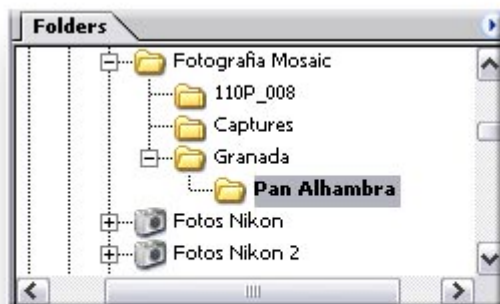 Folders
Fotografia Mosaic
110P_008
Captures
Granada
Pan Alhambra
Fotos Nikon
Fotos Nikon 2